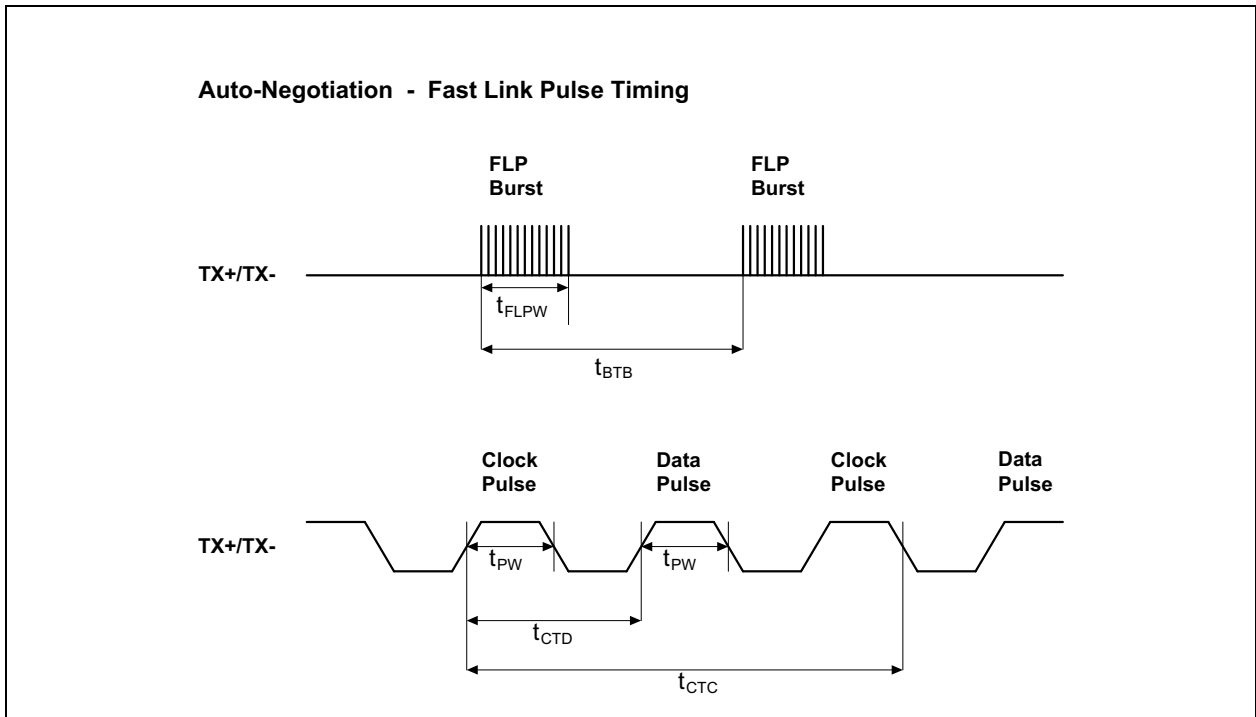 Auto-Negotiation - Fast Link Pulse Timing
FLP
Burst
FLP
Burst
TX+/TX-
tFLPW
tBTB
Clock
Pulse
Data
Pulse
Clock
Pulse
Data
Pulse
TX+/TX-
tPW
tPW
tCTD
tCTC